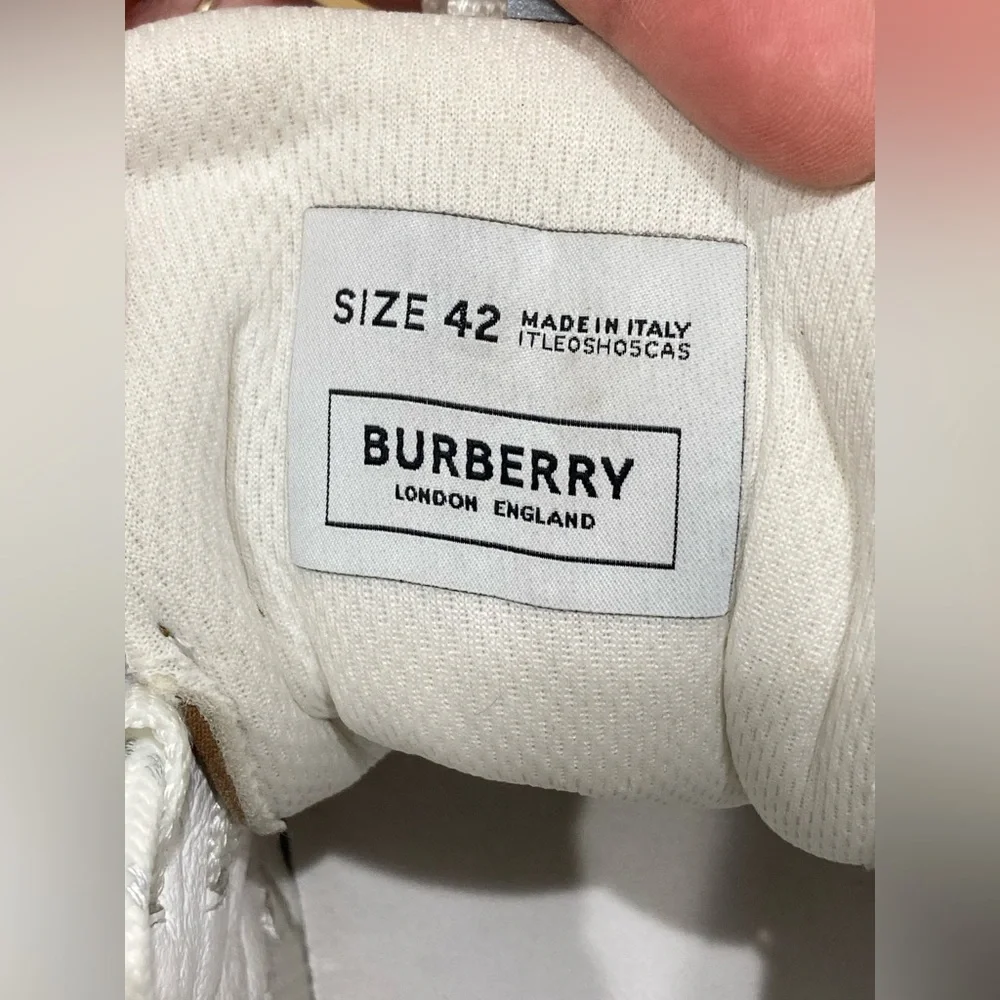 SIZE 42 MADE IN ITALY
ITLEOSHO5CAS
BURBERRY
LONDON ENGLAND